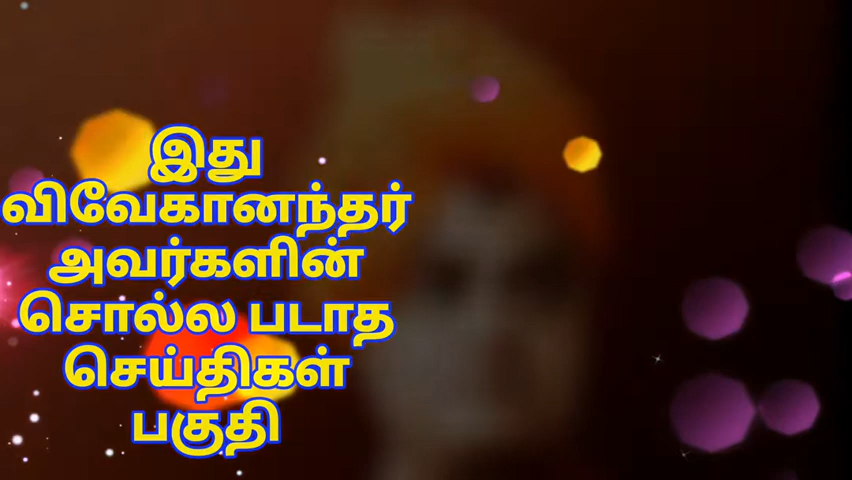 இது
விவேகானந்தர்
அவர்களின்
சொல்ல படாத
செய்திகள்
பகுதி